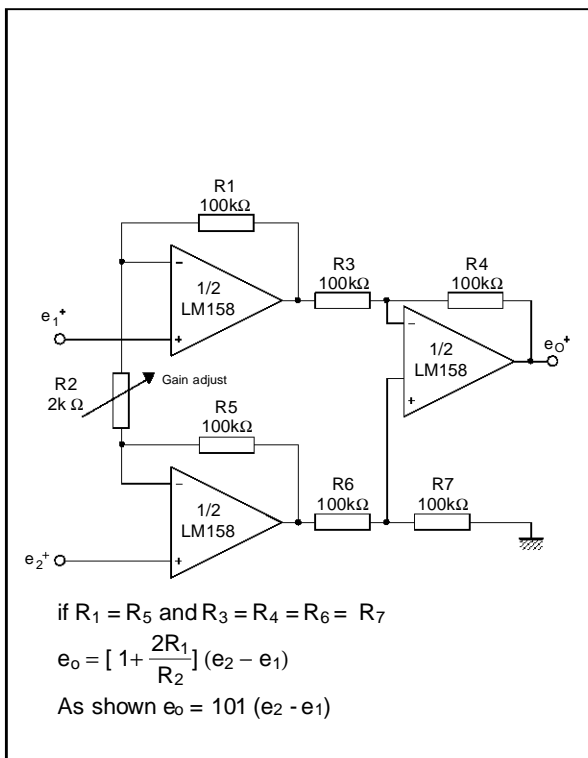 R1
100kΩ
1/2
LM158
R3
100kΩ
R4
100kΩ
e1+
eO+
1/2
LM158
R2
2k Ω
Gain adjust
R5
100kΩ
1/2
LM158
R6
100kΩ
R7
100kΩ
e2+
if R1 = R5 and R3 = R4 = R6 = R7
eo = [ 1+ 2R1/R2 ] (e2 – e1)
As shown eo = 101 (e2 - e1)